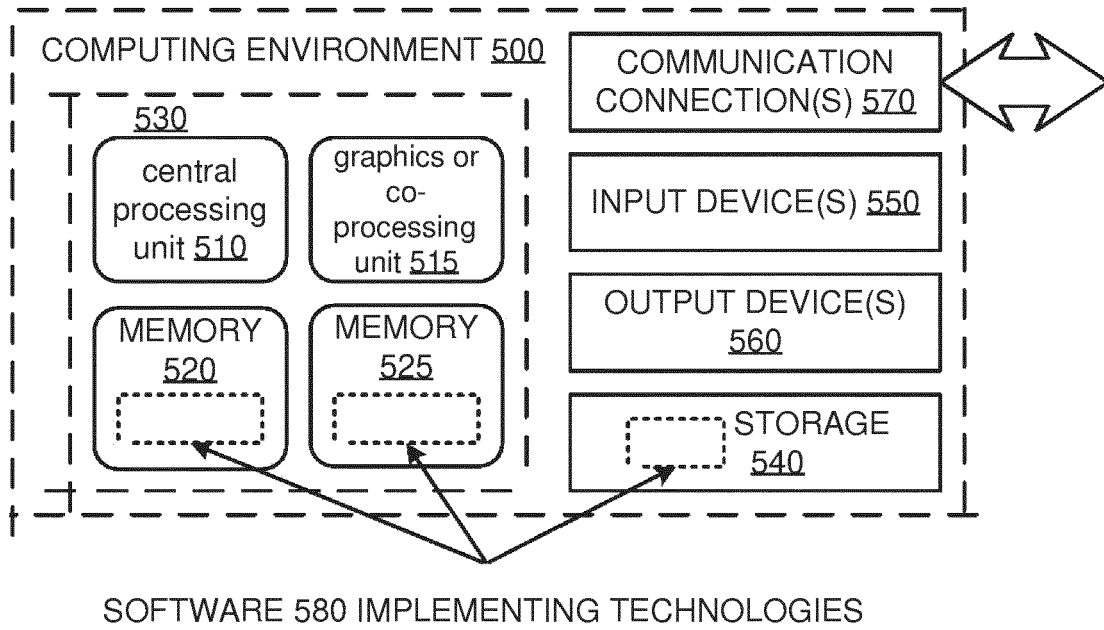 COMPUTING ENVIRONMENT 500
530
central
processing
unit 510
graphics or
co-
processing
unit 515
MEMORY
520
MEMORY
525
COMMUNICATION
CONNECTION(S) 570
INPUT DEVICE(S) 550
OUTPUT DEVICE(S)
560
STORAGE
540
SOFTWARE 580 IMPLEMENTING TECHNOLOGIES